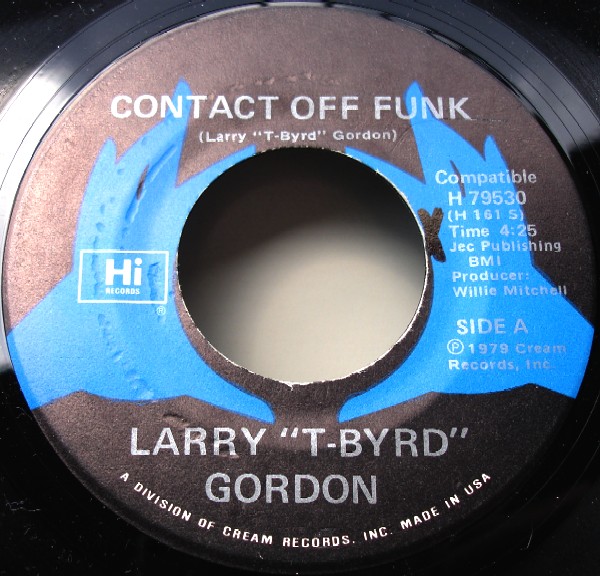 CONTACT OFF FUNK
(Larry "T-Byrd" Gordon)
Compatible
H 79530
(H 161 S)
Time 4:25
Jec Publishing
BMI
Producer:
Willie Mitchell
Hi
RECORDS
®
SIDE A
Ⓟ 1979 Cream
Records, Inc.
LARRY "T-BYRD"
GORDON
A DIVISION OF CREAM RECORDS, INC. MADE IN USA